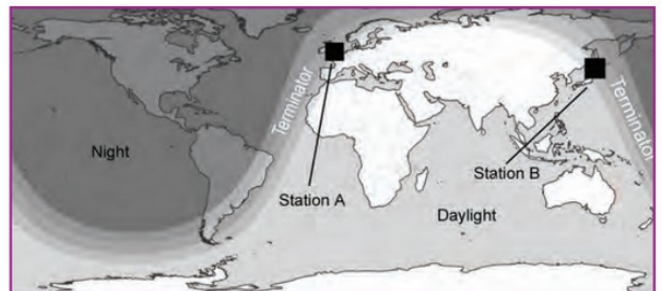 Terminator
Night
Station A
Station B
Daylight
Terminator